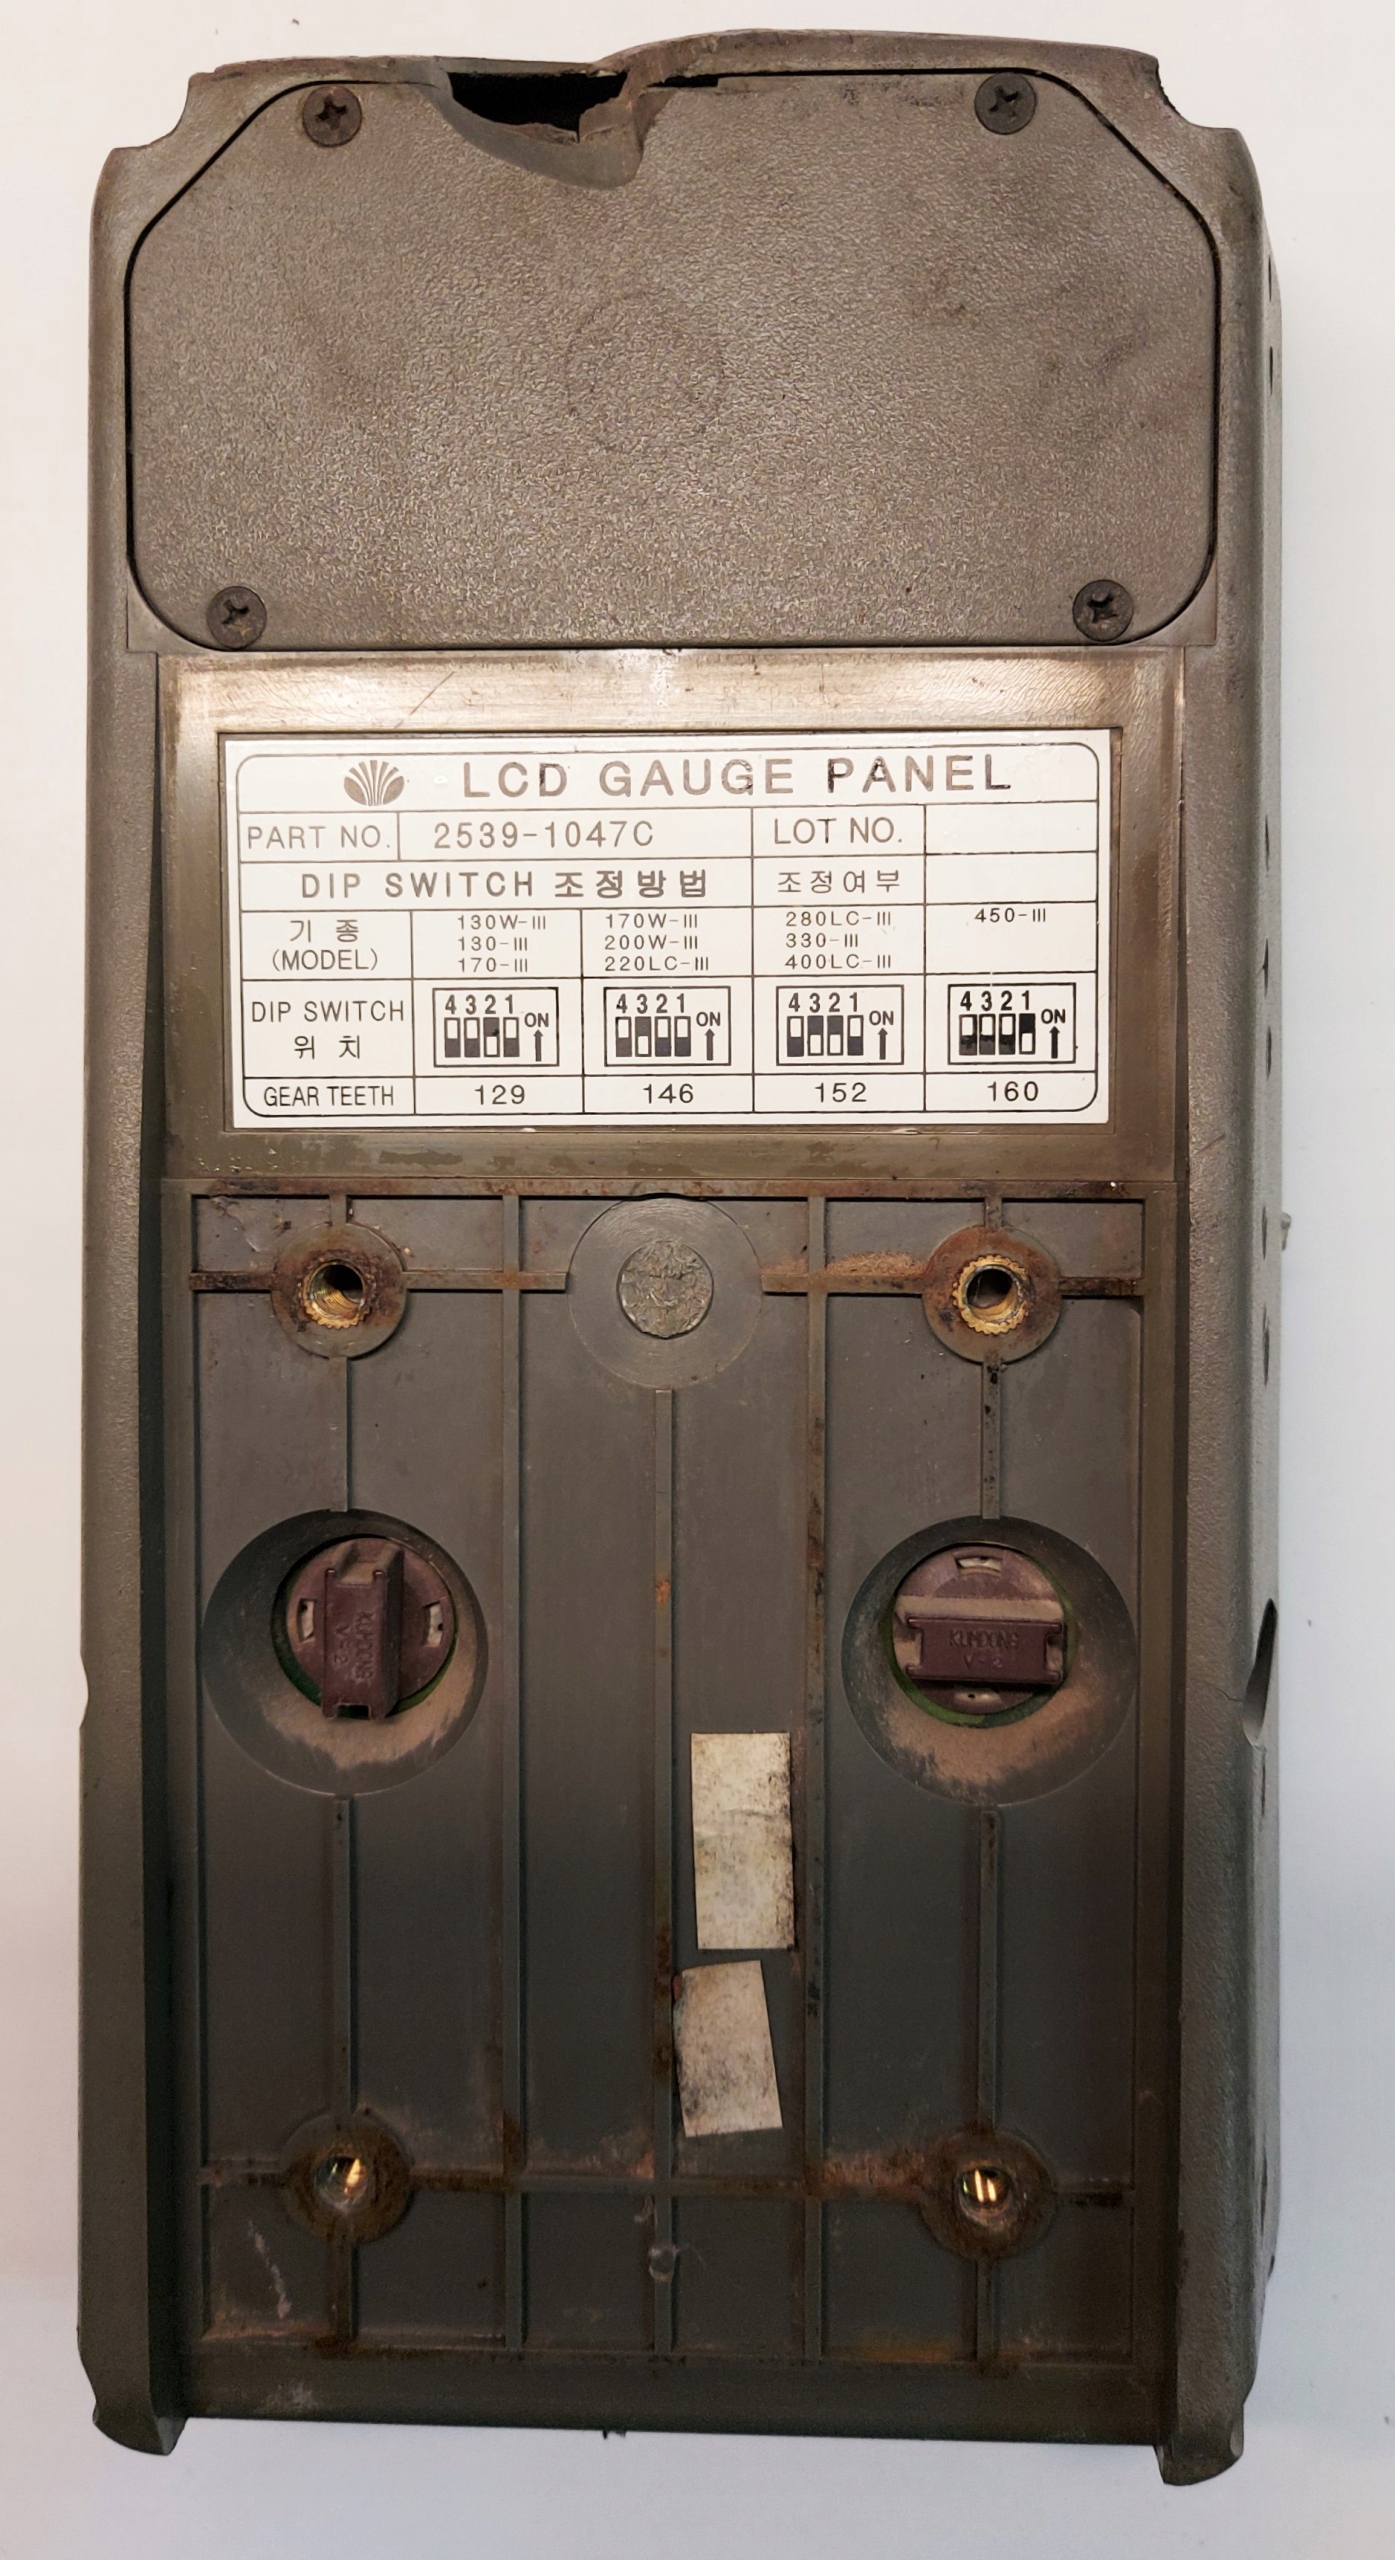 LCD GAUGE PANEL
PART NO. 2539-1047C LOT NO.
DIP SWITCH 조정방법 조정여부
기 종 (MODEL)
130W-III
130-III
170-III
170W-III
200W-III
220LC-III
280LC-III
330-III
400LC-III
450-III
DIP SWITCH
위 치
4 3 2 1 ON
4 3 2 1 ON
4 3 2 1 ON
4 3 2 1 ON
GEAR TEETH 129 146 152 160
KUMDONG
V-2
KUMDONG
V-2